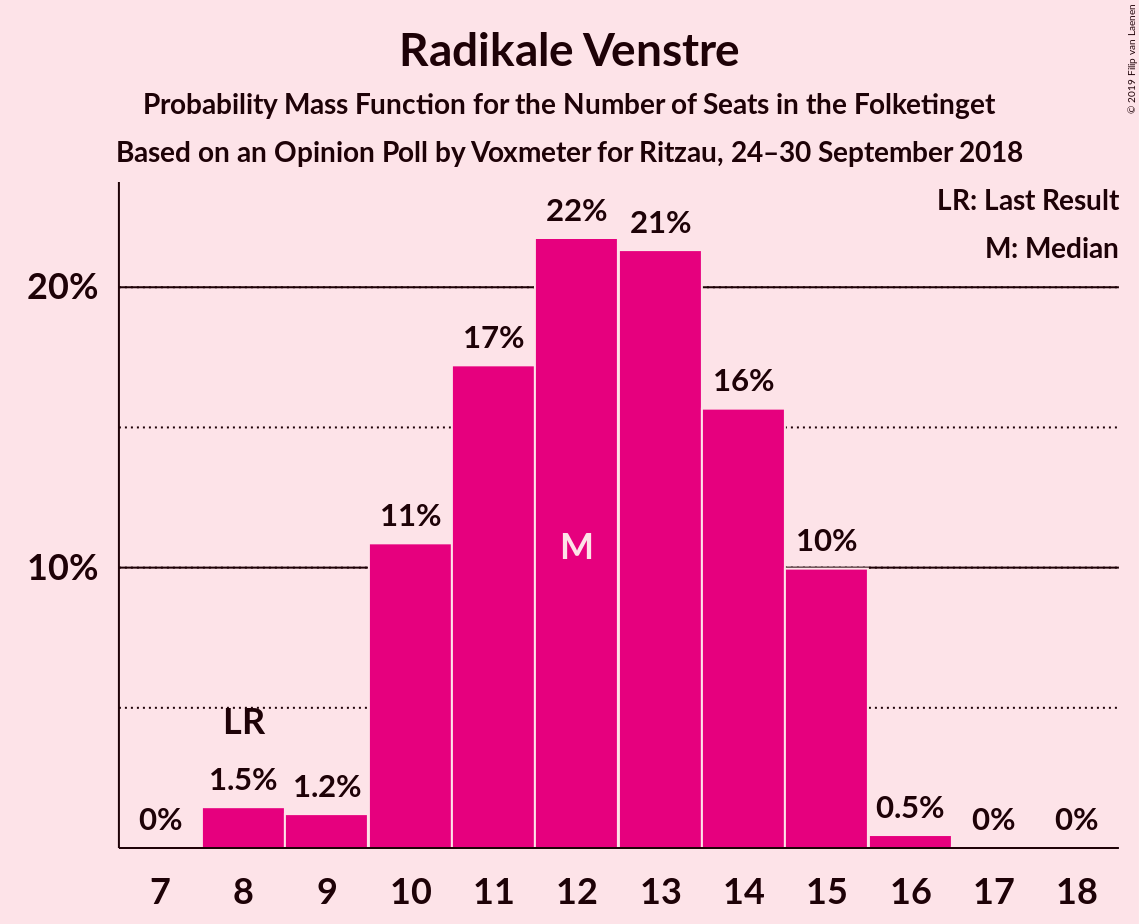 Radikale Venstre
Probability Mass Function for the Number of Seats in the Folketinget
Based on an Opinion Poll by Voxmeter for Ritzau, 24–30 September 2018
© 2019 Filip van Laenen
LR: Last Result
M: Median
20%
10%
0%
1.5%
1.2%
11%
17%
22%
21%
16%
10%
0.5%
0%
0%
LR
M
7 8 9 10 11 12 13 14 15 16 17 18